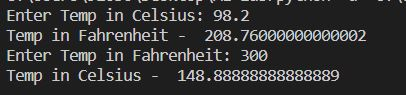 Enter Temp in Celsius: 98.2
Temp in Fahrenheit -  208.76000000000002
Enter Temp in Fahrenheit: 300
Temp in Celsius -  148.88888888888889